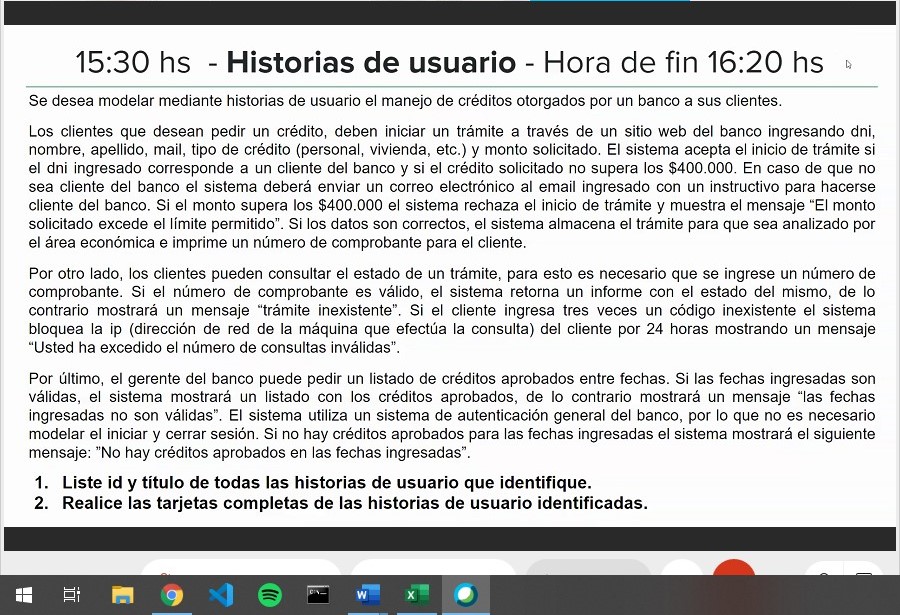 15:30 hs - Historias de usuario - Hora de fin 16:20 hs
Se desea modelar mediante historias de usuario el manejo de créditos otorgados por un banco a sus clientes.
Los clientes que desean pedir un crédito, deben iniciar un trámite a través de un sitio web del banco ingresando dni,
nombre, apellido, mail, tipo de crédito (personal, vivienda, etc.) y monto solicitado. El sistema acepta el inicio de trámite si
el dni ingresado corresponde a un cliente del banco y si el crédito solicitado no supera los $400.000. En caso de que no
sea cliente del banco el sistema deberá enviar un correo electrónico al email ingresado con un instructivo para hacerse
cliente del banco. Si el monto supera los $400.000 el sistema rechaza el inicio de trámite y muestra el mensaje “El monto
solicitado excede el límite permitido”. Si los datos son correctos, el sistema almacena el trámite para que sea analizado por
el área económica e imprime un número de comprobante para el cliente.
Por otro lado, los clientes pueden consultar el estado de un trámite, para esto es necesario que se ingrese un número de
comprobante. Si el número de comprobante es válido, el sistema retorna un informe con el estado del mismo, de lo
contrario mostrará un mensaje “trámite inexistente”. Si el cliente ingresa tres veces un código inexistente el sistema
bloquea la ip (dirección de red de la máquina que efectúa la consulta) del cliente por 24 horas mostrando un mensaje
“Usted ha excedido el número de consultas inválidas”.
Por último, el gerente del banco puede pedir un listado de créditos aprobados entre fechas. Si las fechas ingresadas son
válidas, el sistema mostrará un listado con los créditos aprobados, de lo contrario mostrará un mensaje “las fechas
ingresadas no son válidas”. El sistema utiliza un sistema de autenticación general del banco, por lo que no es necesario
modelar el iniciar y cerrar sesión. Si no hay créditos aprobados para las fechas ingresadas el sistema mostrará el siguiente
mensaje: ”No hay créditos aprobados en las fechas ingresadas”.
1. Liste id y título de todas las historias de usuario que identifique.
2. Realice las tarjetas completas de las historias de usuario identificadas.